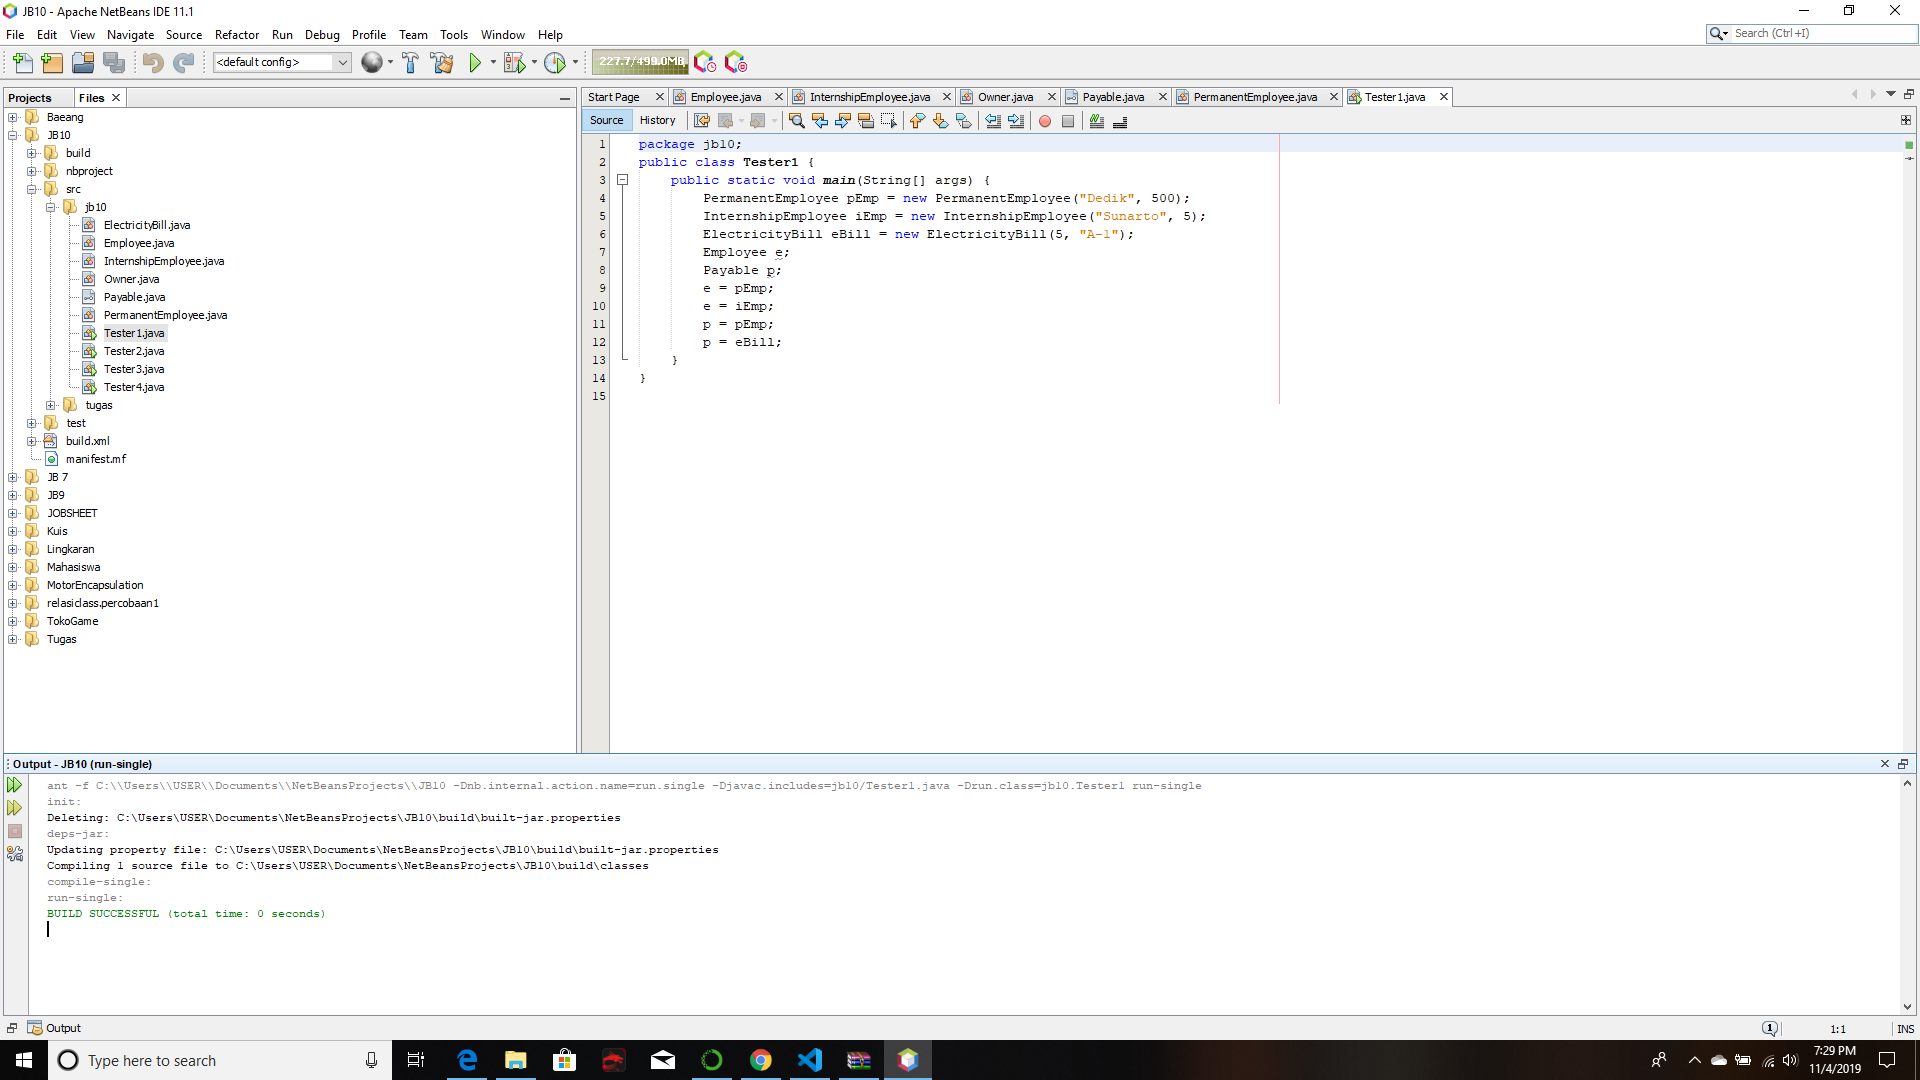 JB10 - Apache NetBeans IDE 11.1
File Edit View Navigate Source Refactor Run Debug Profile Team Tools Window Help
Search (Ctrl+I)
<default config>
227.7/499.0MB
Projects Files
Start Page Employee.java InternshipEmployee.java Owner.java Payable.java PermanentEmployee.java Tester1.java
Source History
Baeang
JB10
build
nbproject
src
jb10
ElectricityBill.java
Employee.java
InternshipEmployee.java
Owner.java
Payable.java
PermanentEmployee.java
Tester1.java
Tester2.java
Tester3.java
Tester4.java
tugas
test
build.xml
manifest.mf
JB 7
JB9
JOBSHEET
Kuis
Lingkaran
Mahasiswa
MotorEncapsulation
relasiclass.percobaan1
TokoGame
Tugas
1 package jb10;
2 public class Tester1 {
3 public static void main(String[] args) {
4 PermanentEmployee pEmp = new PermanentEmployee("Dedik", 500);
5 InternshipEmployee iEmp = new InternshipEmployee("Sunarto", 5);
6 ElectricityBill eBill = new ElectricityBill(5, "A-1");
7 Employee e;
8 Payable p;
9 e = pEmp;
10 e = iEmp;
11 p = pEmp;
12 p = eBill;
13 }
14 }
15
Output - JB10 (run-single)
ant -f C:\\Users\\USER\\Documents\\NetBeansProjects\\JB10 -Dnb.internal.action.name=run.single -Djavac.includes=jb10/Tester1.java -Drun.class=jb10.Tester1 run-single
init:
Deleting: C:\Users\USER\Documents\NetBeansProjects\JB10\build\built-jar.properties
deps-jar:
Updating property file: C:\Users\USER\Documents\NetBeansProjects\JB10\build\built-jar.properties
Compiling 1 source file to C:\Users\USER\Documents\NetBeansProjects\JB10\build\classes
compile-single:
run-single:
BUILD SUCCESSFUL (total time: 0 seconds)
Output
1 1:1 INS
Type here to search
7:29 PM
11/4/2019